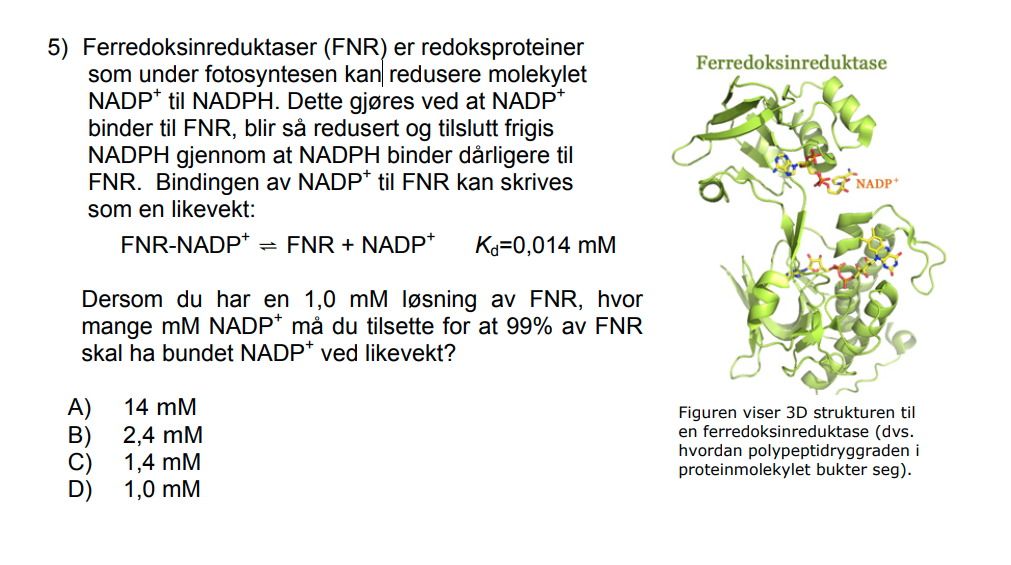 5) Ferredoksinreduktaser (FNR) er redoksproteiner
som under fotosyntesen kan redusere molekylet
NADP⁺ til NADPH. Dette gjøres ved at NADP⁺
binder til FNR, blir så redusert og tilslutt frigis
NADPH gjennom at NADPH binder dårligere til
FNR. Bindingen av NADP⁺ til FNR kan skrives
som en likevekt:
FNR-NADP⁺ ⇌ FNR + NADP⁺ Kd=0,014 mM
Dersom du har en 1,0 mM løsning av FNR, hvor
mange mM NADP⁺ må du tilsette for at 99% av FNR
skal ha bundet NADP⁺ ved likevekt?
A) 14 mM
B) 2,4 mM
C) 1,4 mM
D) 1,0 mM
Ferredoksinreduktase
NADP⁺
Figuren viser 3D strukturen til
en ferredoksinreduktase (dvs.
hvordan polypeptidryggraden i
proteinmolekylet bukter seg).